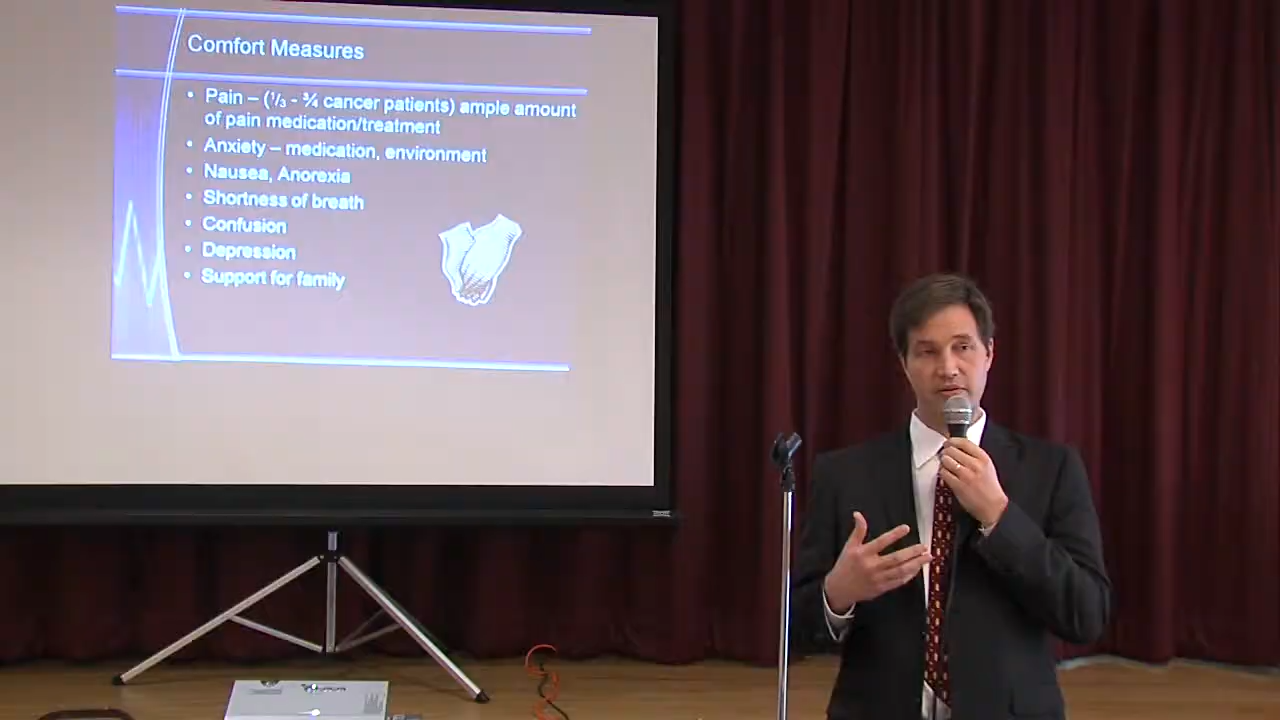 Comfort Measures
• Pain – (⅓ - ¾ cancer patients) ample amount
of pain medication/treatment
• Anxiety – medication, environment
• Nausea, Anorexia
• Shortness of breath
• Confusion
• Depression
• Support for family